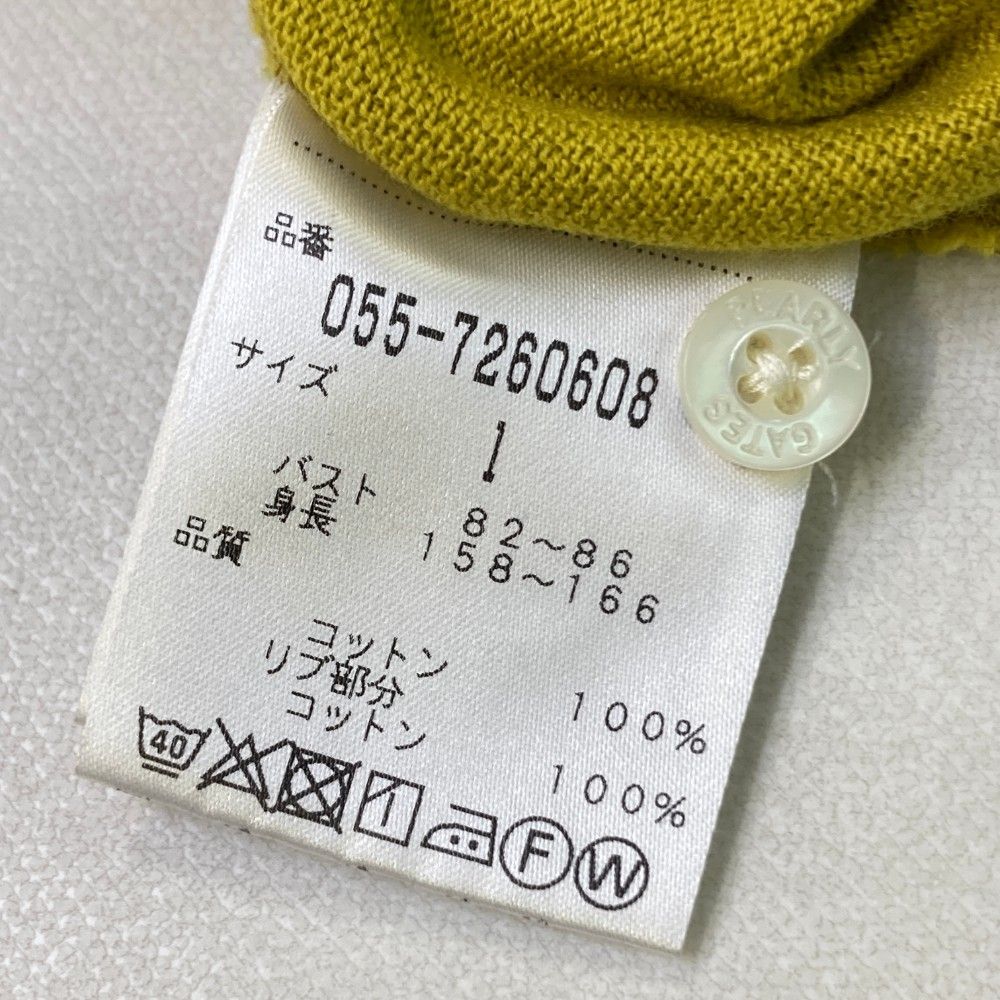 品番
055-7260608
サイズ
1
バスト 82～86
身長 158～166
品質
コットン 100%
リブ部分
コットン 100%
40
1
F
W
PEARLY
GATES